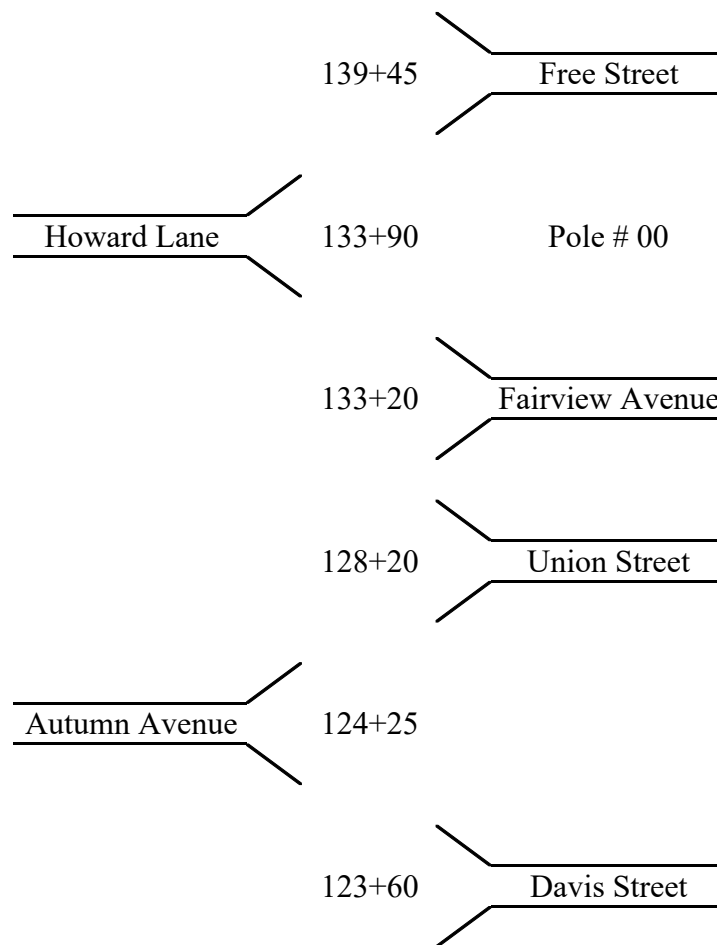 139+45 Free Street
Howard Lane 133+90 Pole # 00
133+20 Fairview Avenue
128+20 Union Street
Autumn Avenue 124+25
123+60 Davis Street